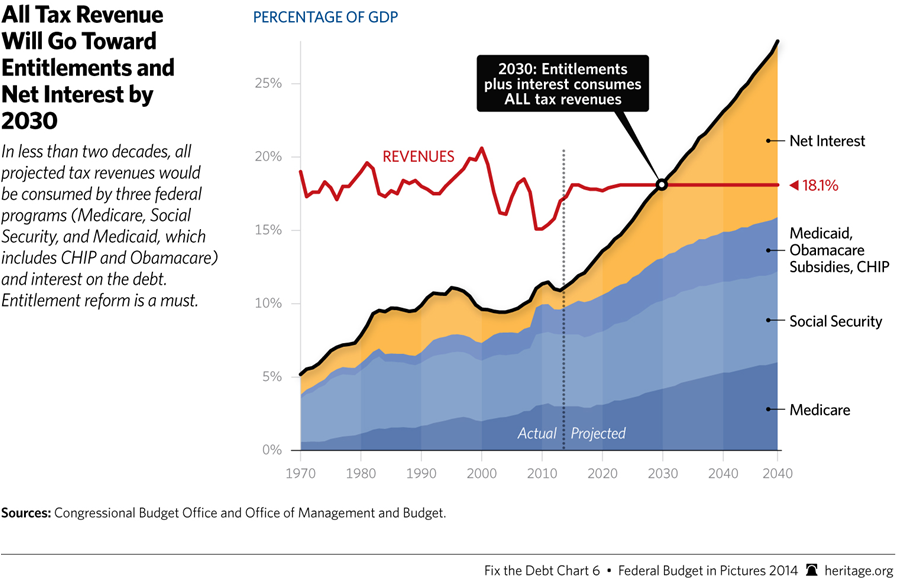 All Tax Revenue
Will Go Toward
Entitlements and
Net Interest by
2030
In less than two decades, all
projected tax revenues would
be consumed by three federal
programs (Medicare, Social
Security, and Medicaid, which
includes CHIP and Obamacare)
and interest on the debt.
Entitlement reform is a must.
PERCENTAGE OF GDP
25%
20%
15%
10%
5%
0%
REVENUES
2030: Entitlements
plus interest consumes
ALL tax revenues
Net Interest
18.1%
Medicaid,
Obamacare
Subsidies, CHIP
Social Security
Medicare
Actual Projected
1970 1980 1990 2000 2010 2020 2030 2040 2040
Sources: Congressional Budget Office and Office of Management and Budget.
Fix the Debt Chart 6 • Federal Budget in Pictures 2014 heritage.org